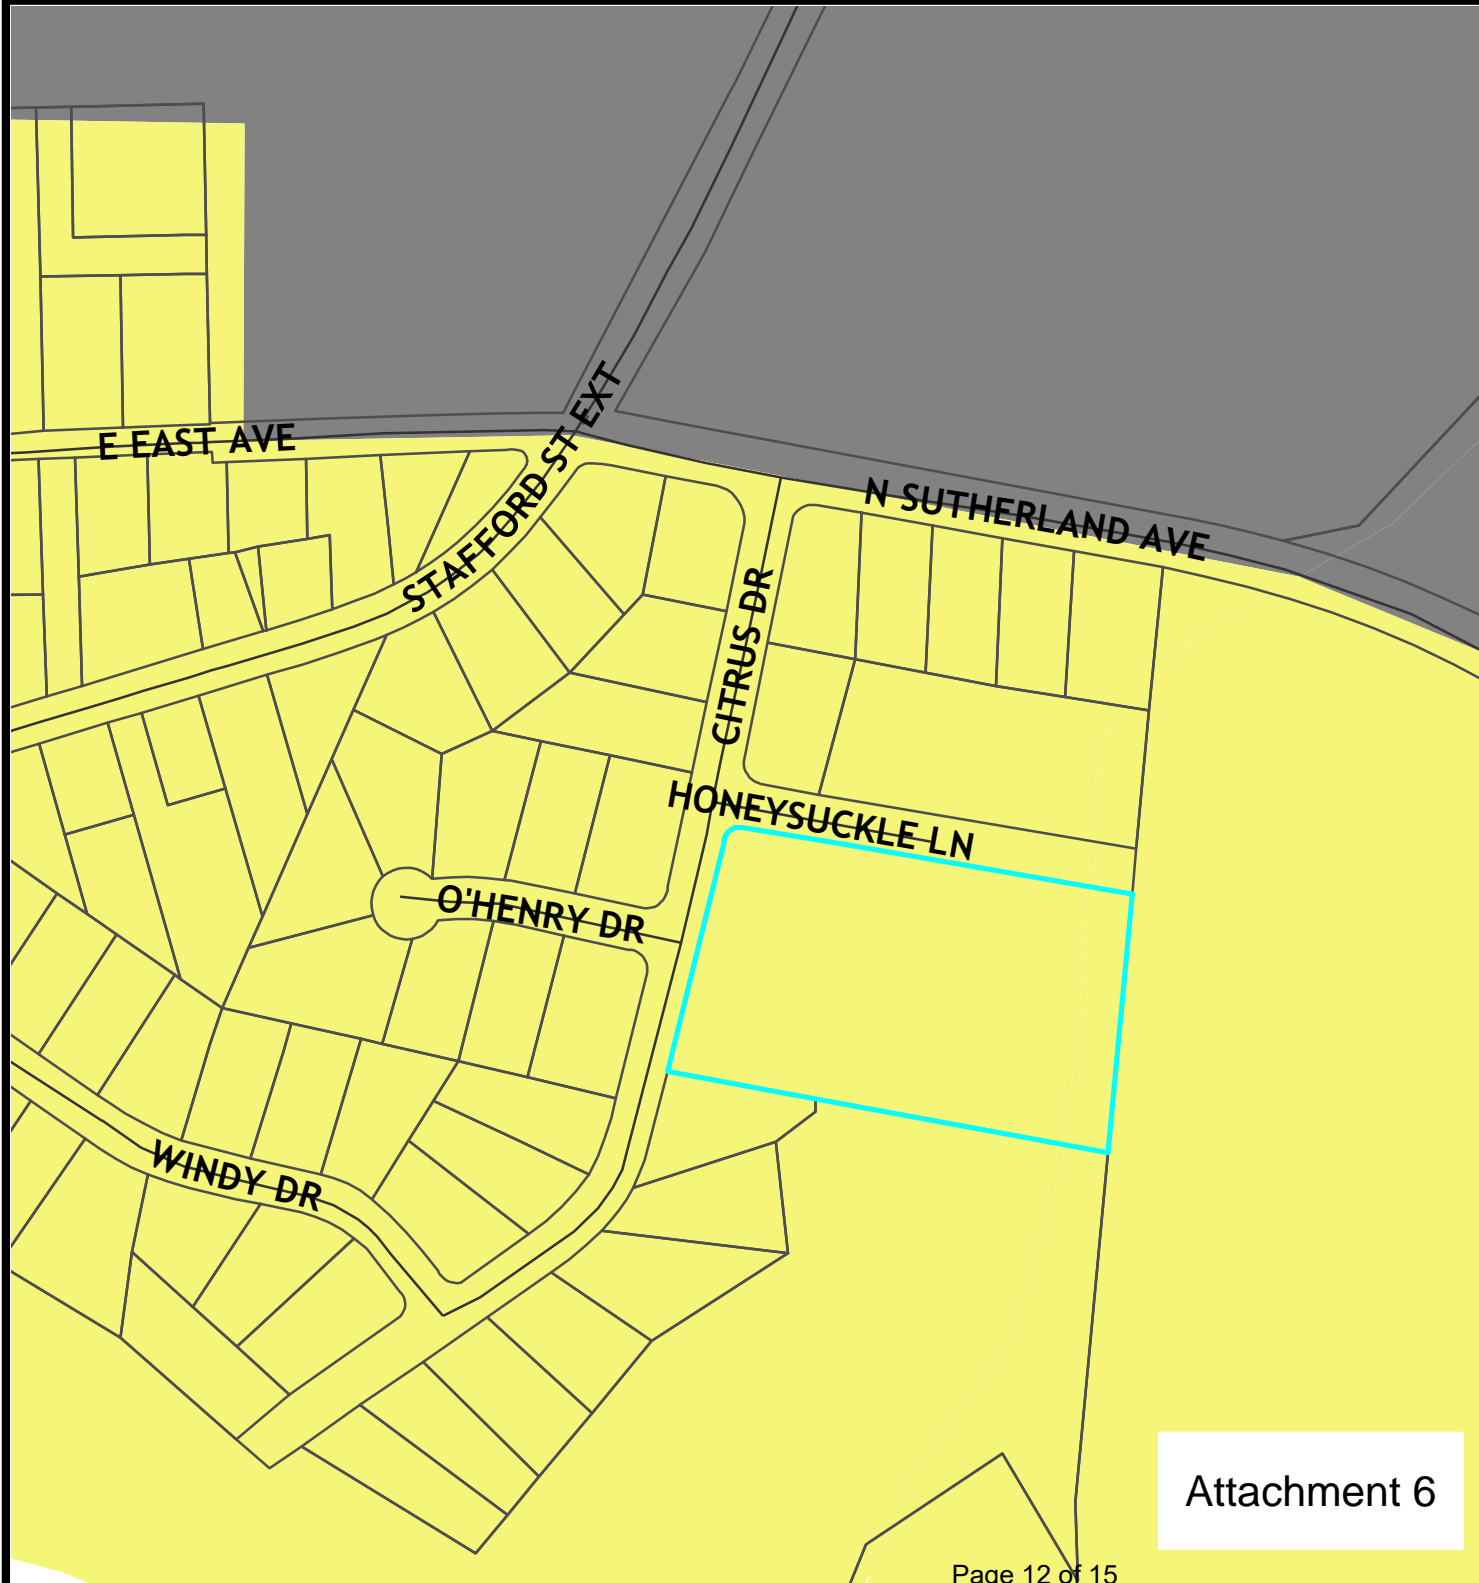 STAFFORD ST EXT
E EAST AVE
N SUTHERLAND AVE
CITRUS DR
HONEYSUCKLE LN
O'HENRY DR
WINDY DR
Attachment 6
Page 12 of 15